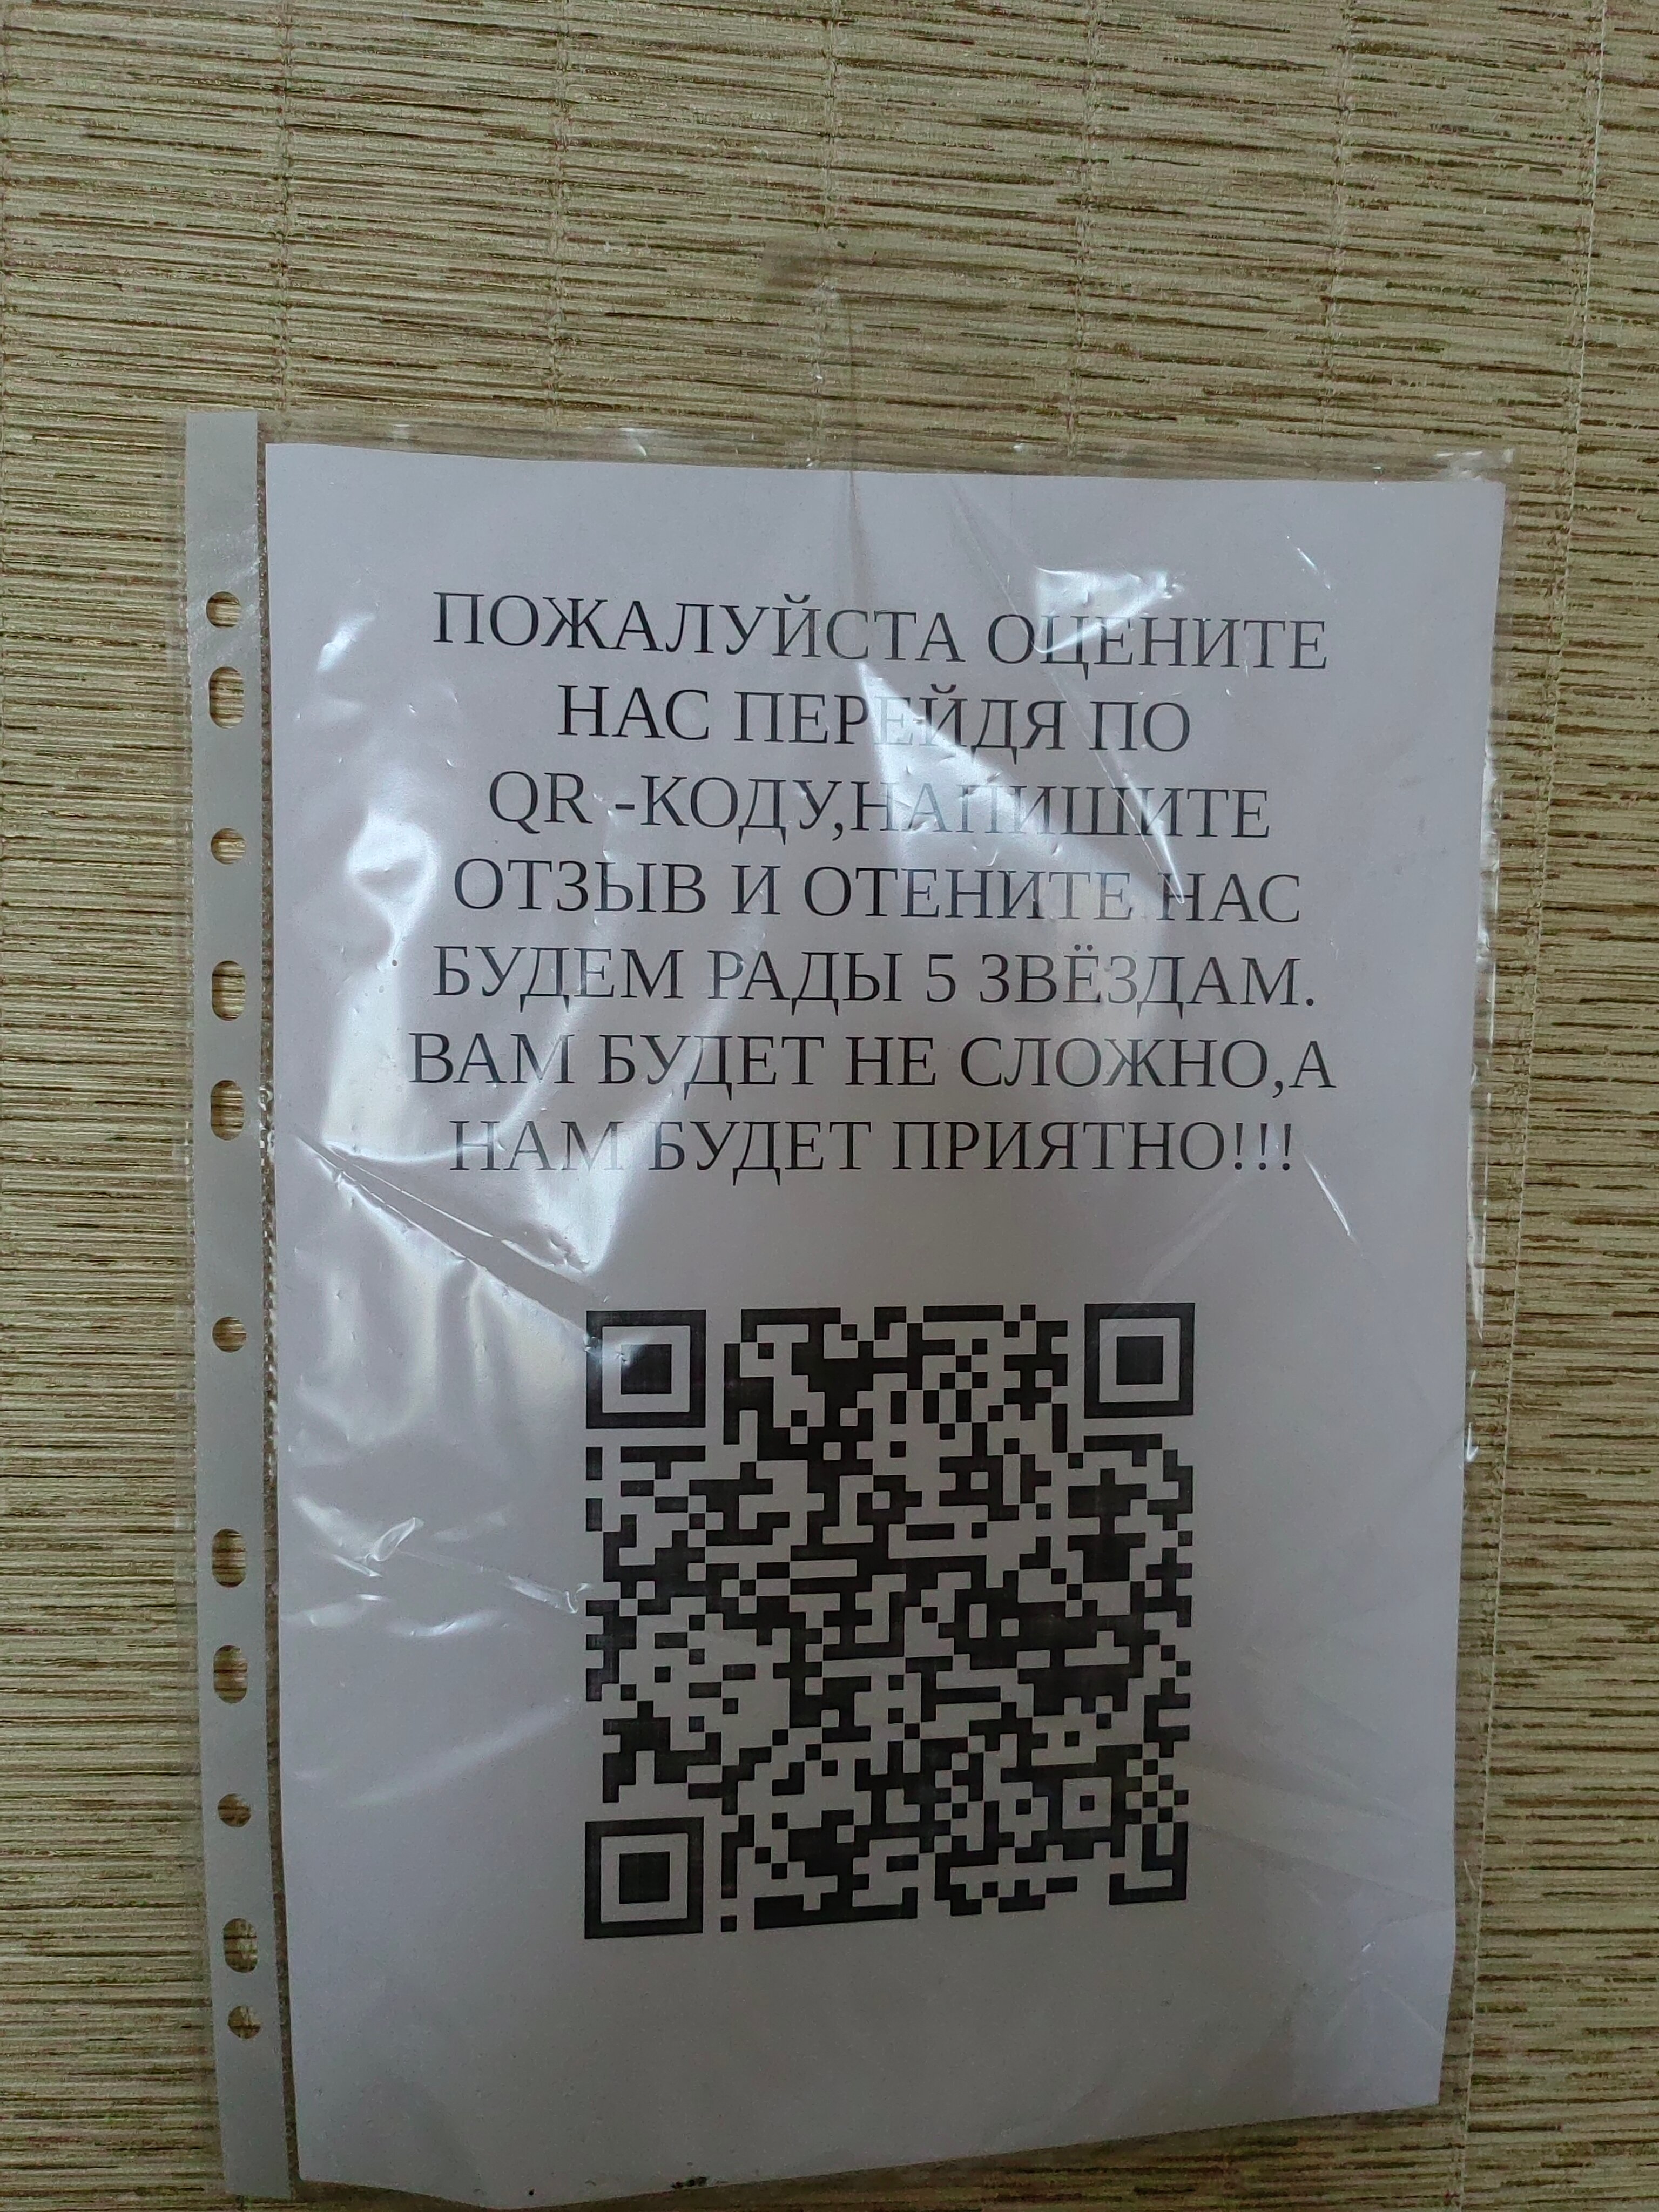 ПОЖАЛУЙСТА ОЦЕНИТЕ
НАС ПЕРЕЙДЯ ПО
QR -КОДУ,НАПИШИТЕ
ОТЗЫВ И ОТЕНИТЕ НАС
БУДЕМ РАДЫ 5 ЗВЁЗДАМ.
ВАМ БУДЕТ НЕ СЛОЖНО,А
НАМ БУДЕТ ПРИЯТНО!!!